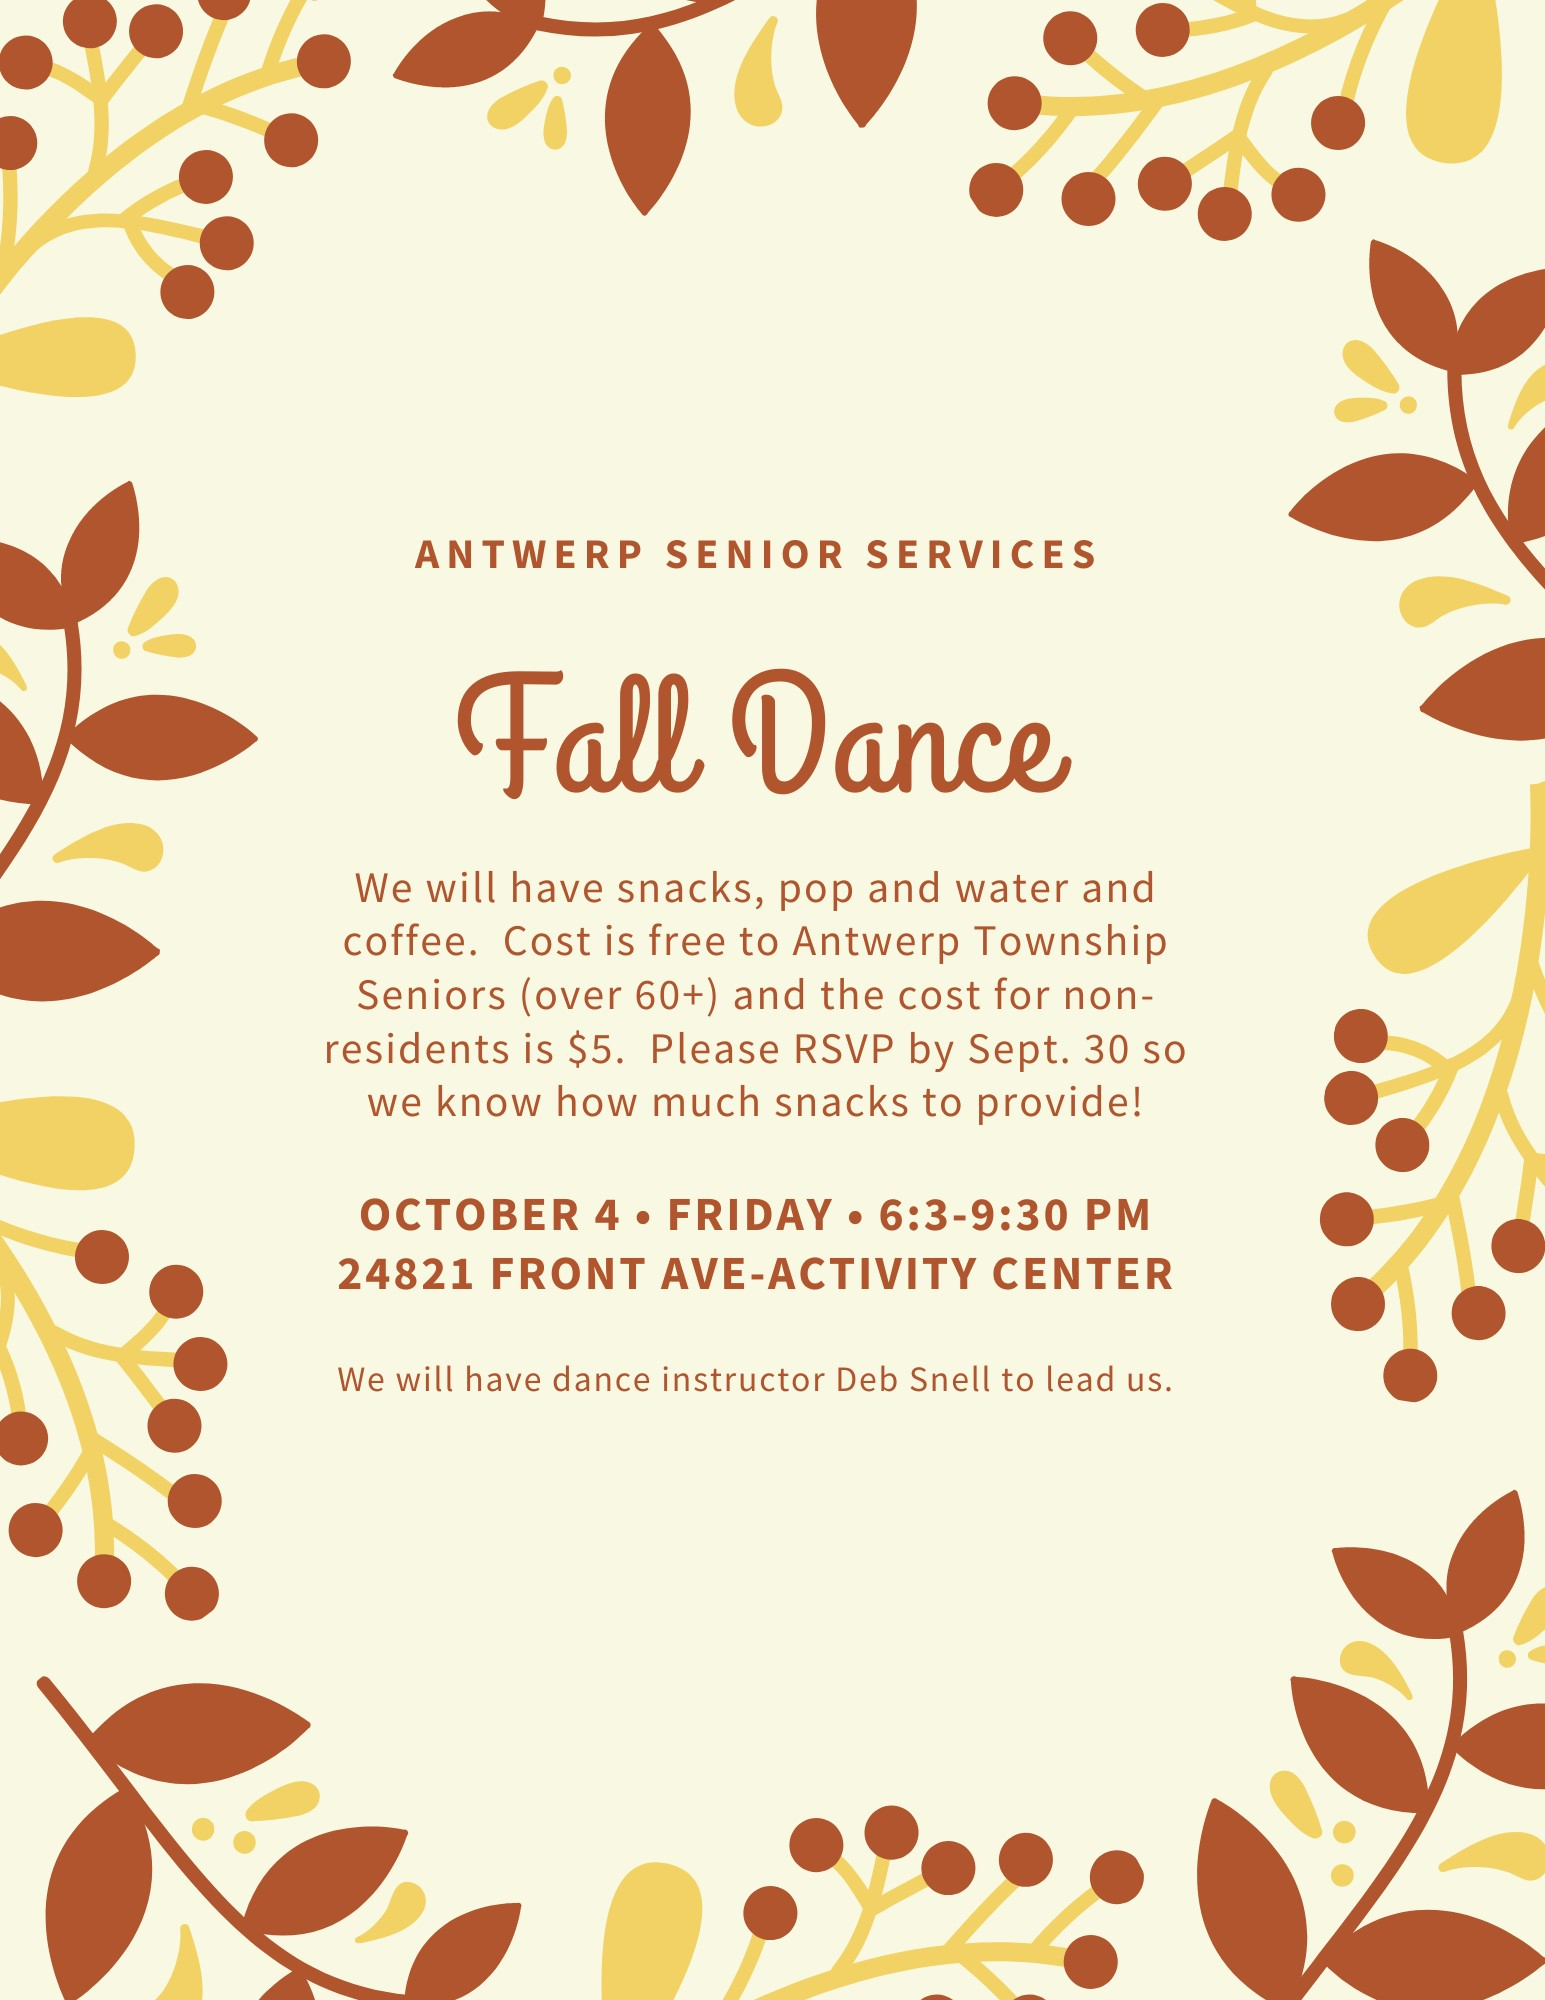 ANTWERP SENIOR SERVICES
Fall Dance
We will have snacks, pop and water and
coffee.  Cost is free to Antwerp Township
Seniors (over 60+) and the cost for non-
residents is $5.  Please RSVP by Sept. 30 so
we know how much snacks to provide!
OCTOBER 4 • FRIDAY • 6:3-9:30 PM
24821 FRONT AVE-ACTIVITY CENTER
We will have dance instructor Deb Snell to lead us.